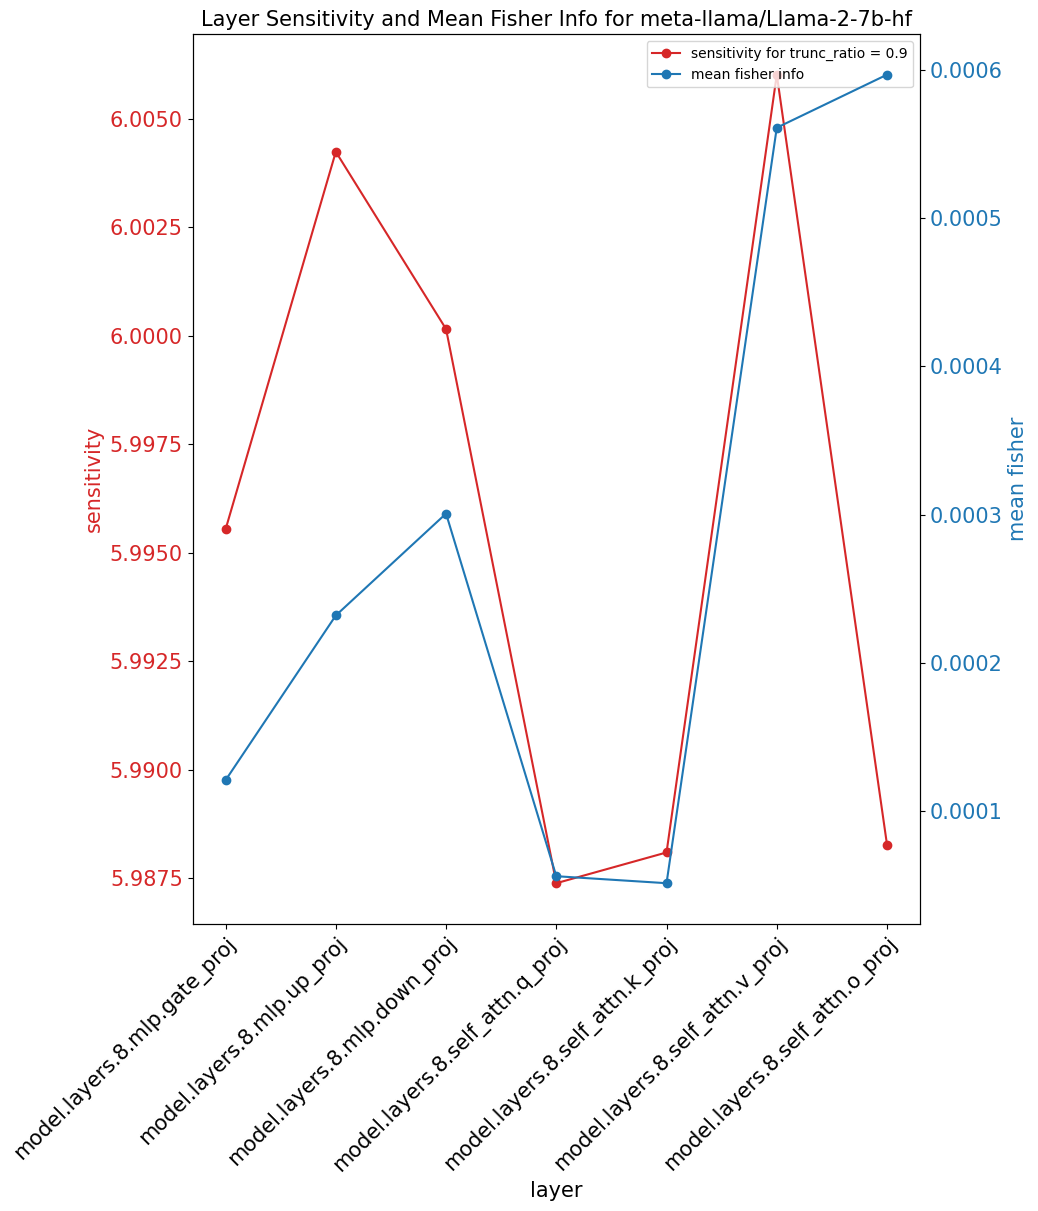 Layer Sensitivity and Mean Fisher Info for meta-llama/Llama-2-7b-hf
sensitivity for trunc_ratio = 0.9
mean fisher info
6.0050
6.0025
6.0000
5.9975
5.9950
5.9925
5.9900
5.9875
sensitivity
0.0006
0.0005
0.0004
0.0003
0.0002
0.0001
mean fisher
model.layers.8.mlp.gate_proj
model.layers.8.mlp.up_proj
model.layers.8.mlp.down_proj
model.layers.8.self_attn.q_proj
model.layers.8.self_attn.k_proj
model.layers.8.self_attn.v_proj
model.layers.8.self_attn.o_proj
layer